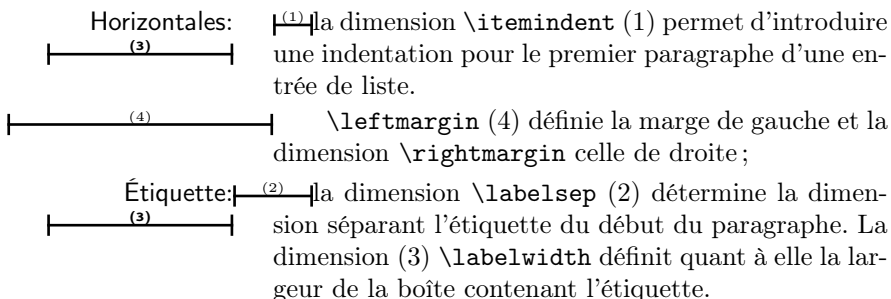 Horizontales: (1) la dimension \itemindent (1) permet d'introduire
(3) une indentation pour le premier paragraphe d'une en-
trée de liste.
(4) \leftmargin (4) définie la marge de gauche et la
dimension \rightmargin celle de droite ;
Étiquette: (2) la dimension \labelsep (2) détermine la dimen-
(3) sion séparant l'étiquette du début du paragraphe. La
dimension (3) \labelwidth définit quant à elle la lar-
geur de la boîte contenant l'étiquette.